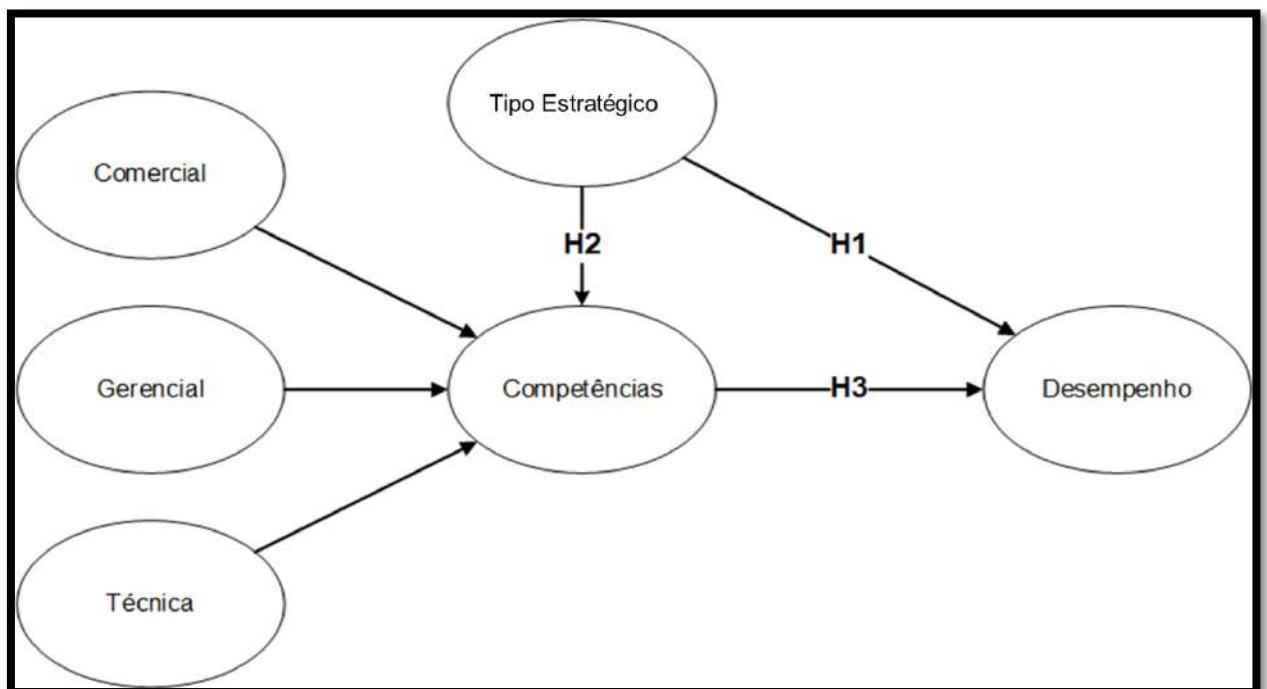 Tipo Estratégico
Comercial
H2
H1
Gerencial
Competências
H3
Desempenho
Técnica